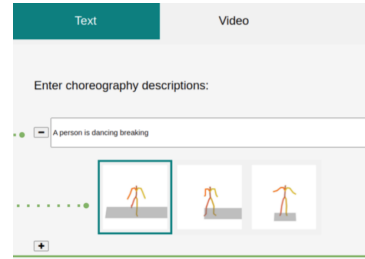 Text Video
Enter choreography descriptions:
A person is dancing breaking